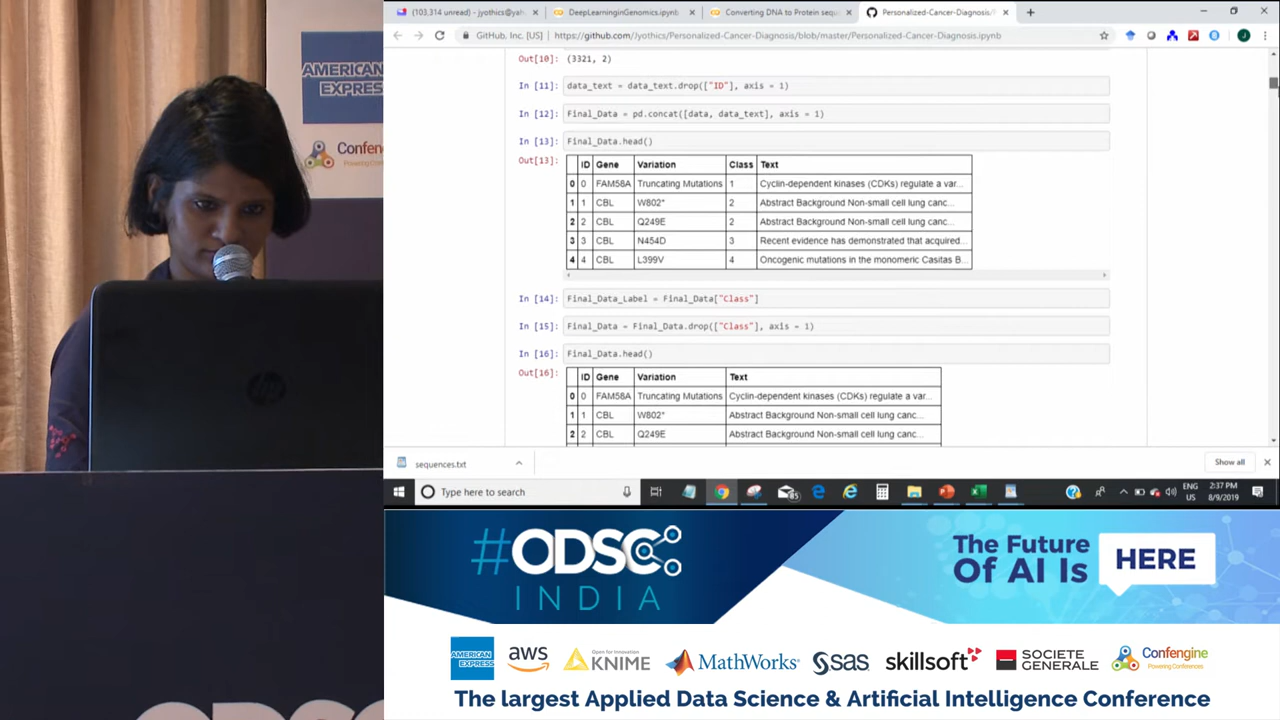 AMERICAN
EXPRESS
Confen
Powering Conf
hp
ODSC
(103,314 unread) - jyothics@yah
DeepLearninginGenomics.ipynb
Converting DNA to Protein sequ
Personalized-Cancer-Diagnosis/P
GitHub, Inc. [US] | https://github.com/Jyothics/Personalized-Cancer-Diagnosis/blob/master/Personalized-Cancer-Diagnosis.ipynb
Out[10]: (3321, 2)
In [11]: data_text = data_text.drop(["ID"], axis = 1)
In [12]: Final_Data = pd.concat([data, data_text], axis = 1)
In [13]: Final_Data.head()
Out[13]:
ID Gene Variation Class Text
0 0 FAM58A Truncating Mutations 1 Cyclin-dependent kinases (CDKs) regulate a var...
1 1 CBL W802* 2 Abstract Background Non-small cell lung canc...
2 2 CBL Q249E 2 Abstract Background Non-small cell lung canc...
3 3 CBL N454D 3 Recent evidence has demonstrated that acquired...
4 4 CBL L399V 4 Oncogenic mutations in the monomeric Casitas B...
In [14]: Final_Data_Label = Final_Data["Class"]
In [15]: Final_Data = Final_Data.drop(["Class"], axis = 1)
In [16]: Final_Data.head()
Out[16]:
ID Gene Variation Text
0 0 FAM58A Truncating Mutations Cyclin-dependent kinases (CDKs) regulate a var...
1 1 CBL W802* Abstract Background Non-small cell lung canc...
2 2 CBL Q249E Abstract Background Non-small cell lung canc...
sequences.txt
Show all
Type here to search
ENG
US
2:37 PM
8/9/2019
#ODSC
INDIA
The Future
Of AI Is HERE
AMERICAN
EXPRESS
aws
Open for Innovation
KNIME
MathWorks®
sas
skillsoft
SOCIETE
GENERALE
Confengine
Powering Conferences
The largest Applied Data Science & Artificial Intelligence Conference